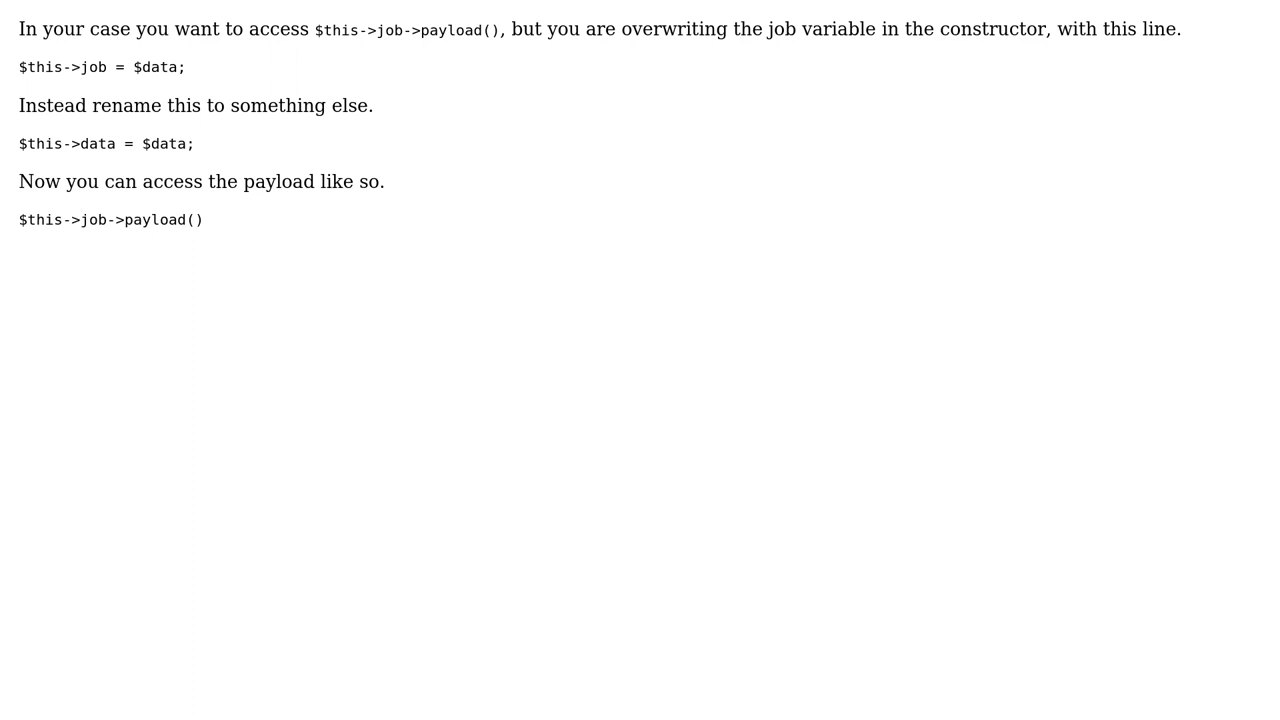 In your case you want to access $this->job->payload(), but you are overwriting the job variable in the constructor, with this line.
$this->job = $data;
Instead rename this to something else.
$this->data = $data;
Now you can access the payload like so.
$this->job->payload()